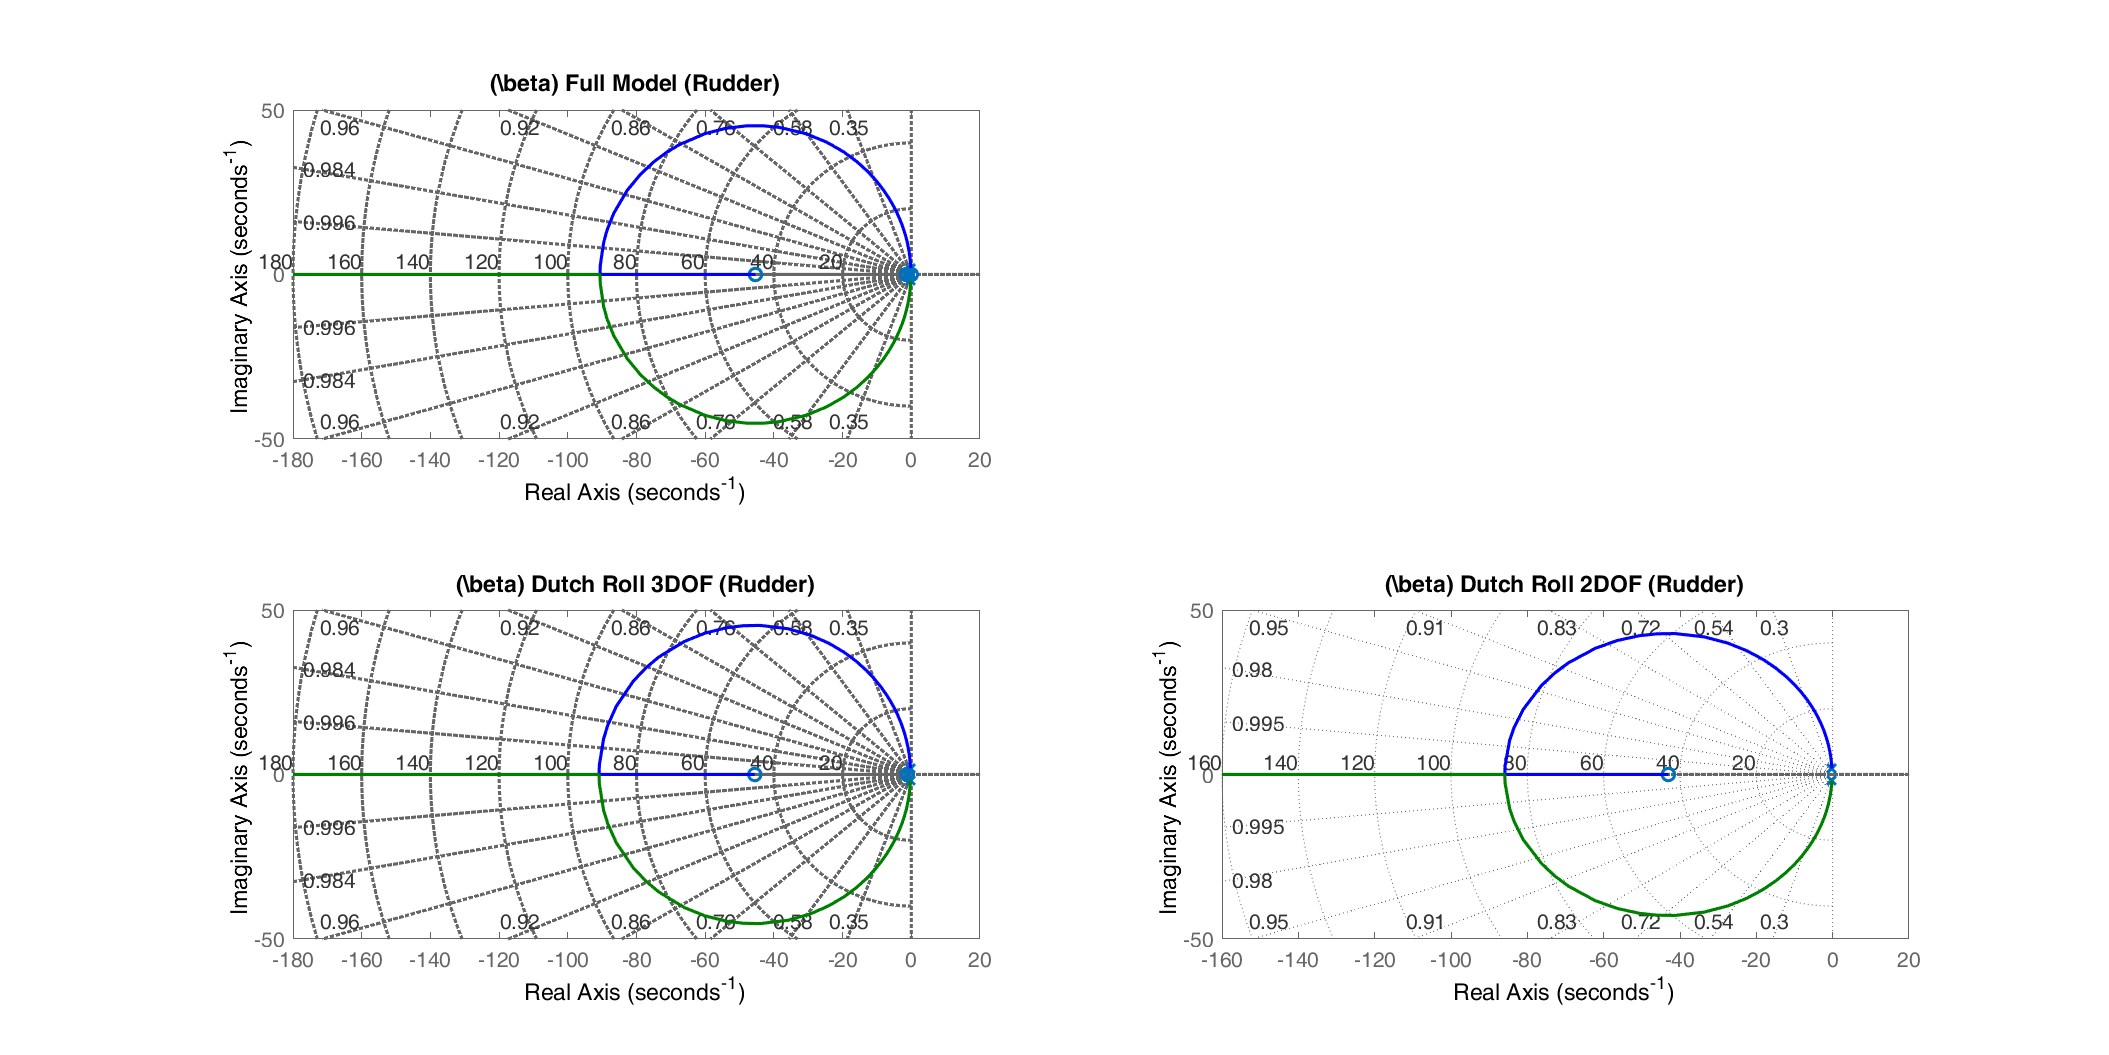 (\beta) Full Model (Rudder)
50
0.96 0.92 0.86 0.76 0.58 0.35
0.984
0.996
180 160 140 120 100 80 60 40 20
0
0.996
0.984
0.96 0.92 0.86 0.76 0.58 0.35
-50
-180 -160 -140 -120 -100 -80 -60 -40 -20 0 20
Imaginary Axis (seconds-1)
Real Axis (seconds-1)
(\beta) Dutch Roll 3DOF (Rudder)
50
0.96 0.92 0.86 0.76 0.58 0.35
0.984
0.996
180 160 140 120 100 80 60 40 20
0
0.996
0.984
0.96 0.92 0.86 0.76 0.58 0.35
-50
-180 -160 -140 -120 -100 -80 -60 -40 -20 0 20
Imaginary Axis (seconds-1)
Real Axis (seconds-1)
(\beta) Dutch Roll 2DOF (Rudder)
50
0.95 0.91 0.83 0.72 0.54 0.3
0.98
0.995
160 140 120 100 80 60 40 20
0
0.995
0.98
0.95 0.91 0.83 0.72 0.54 0.3
-50
-160 -140 -120 -100 -80 -60 -40 -20 0 20
Imaginary Axis (seconds-1)
Real Axis (seconds-1)